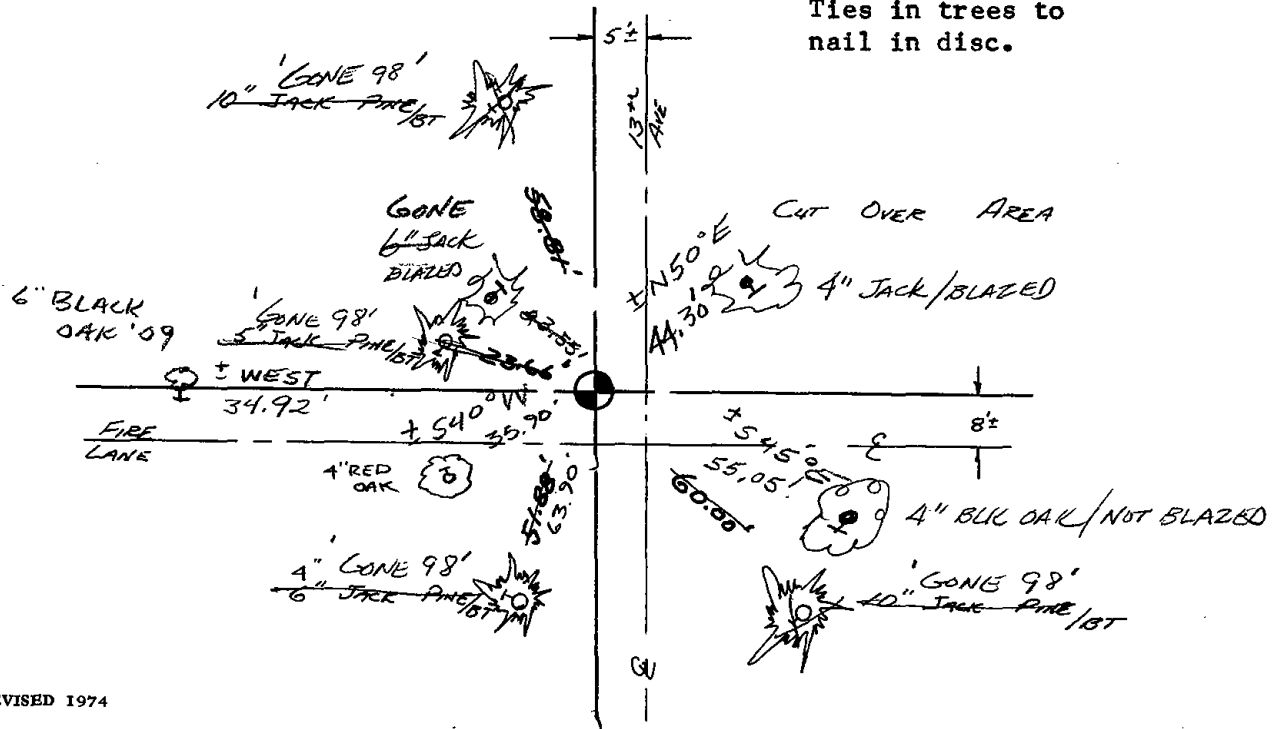 Ties in trees to
nail in disc.
5'±
13th AVE
'GONE 98'
10" JACK PINE/BT
GONE
6" JACK
BLAZED
58.87'
CUT OVER AREA
± N50°E
44.30'
4" JACK/BLAZED
6" BLACK
OAK '09
'GONE 98'
5" JACK PINE/BT
43.55'
23.66'
± WEST
34.92'
± S40°W
35.90'
FIRE
LANE
8'±
± S45°E
55.05'
60.00'
4" RED
OAK
63.90'
4" BLK OAK/NOT BLAZED
4" 'GONE 98'
6" JACK PINE/BT
'GONE 98'
10" JACK PINE/BT
VISED 1974